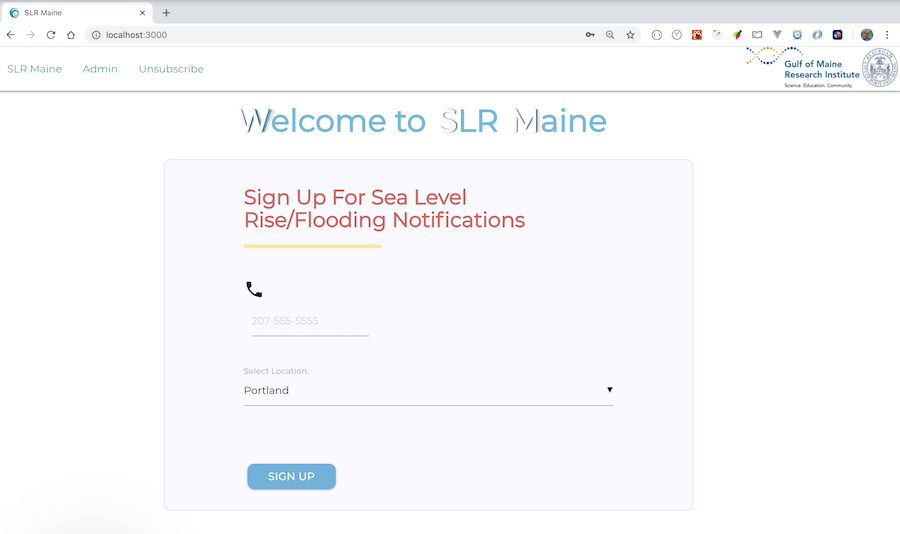 SLR Maine
localhost:3000
SLR Maine Admin Unsubscribe
Gulf of Maine
Research Institute
Science. Education. Community.
Welcome to SLR Maine
Sign Up For Sea Level
Rise/Flooding Notifications
207-555-5555
Select Location:
Portland
SIGN UP